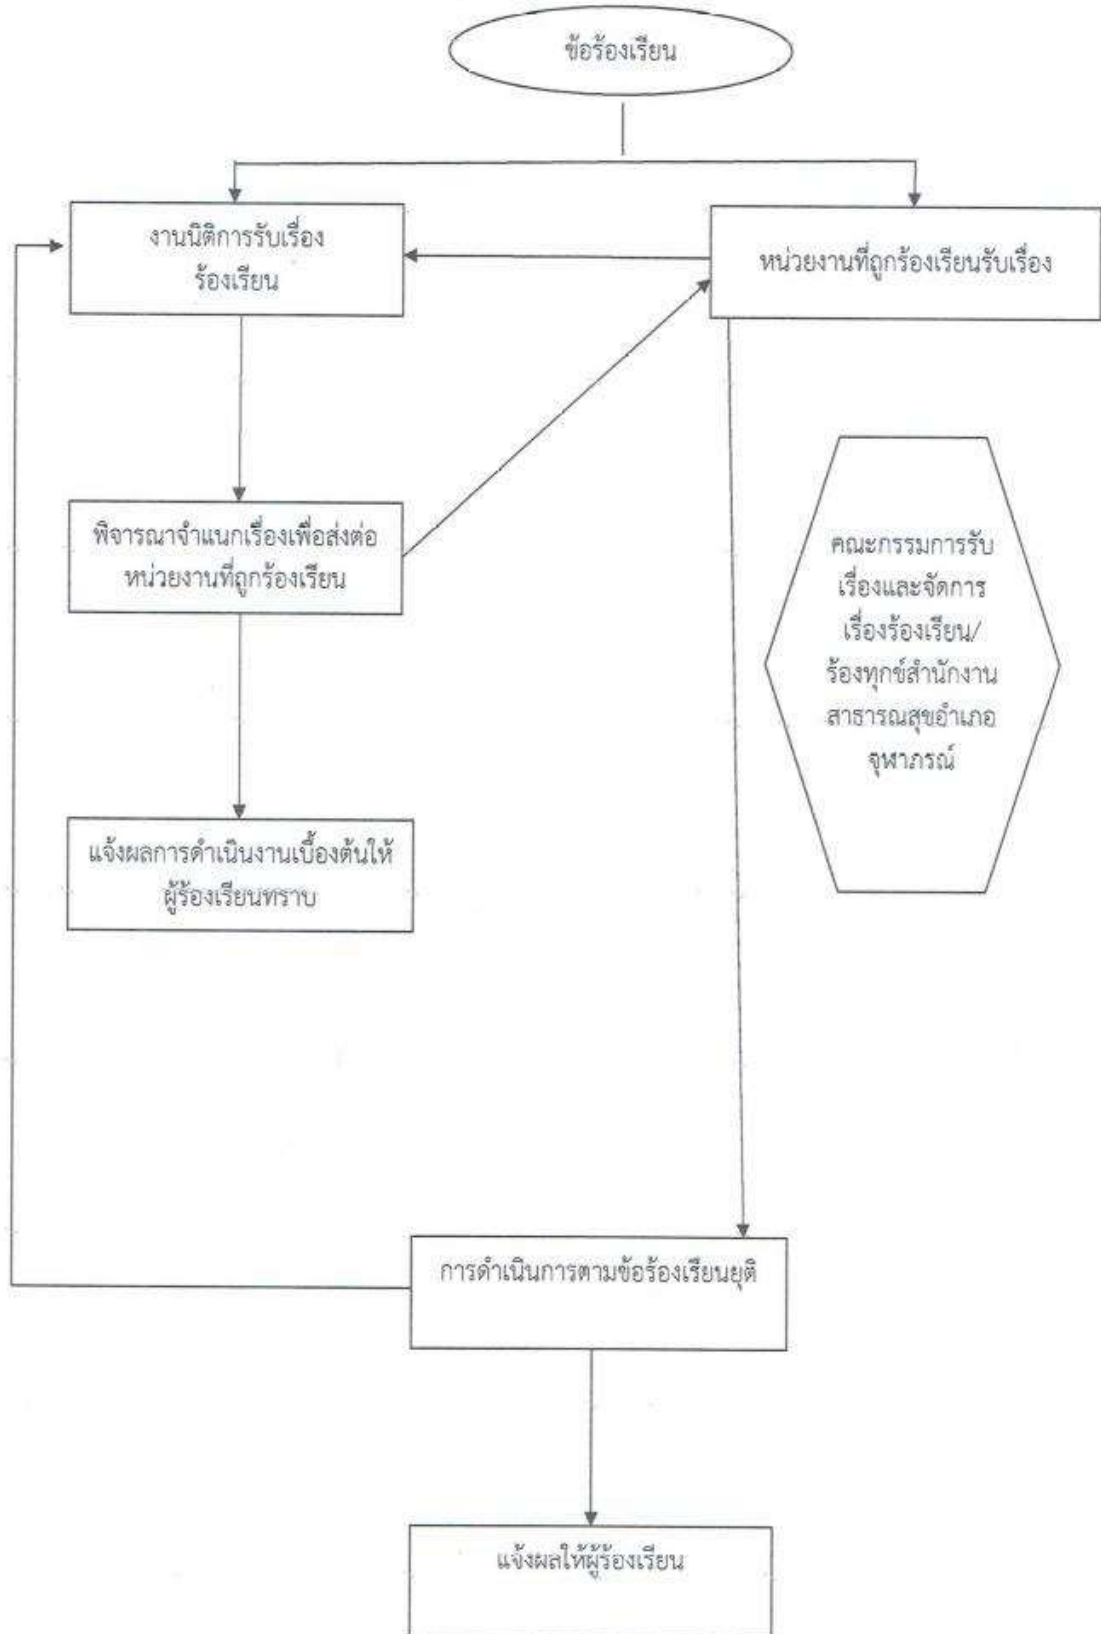 ข้อร้องเรียน
งานนิติการรับเรื่อง
ร้องเรียน
หน่วยงานที่ถูกร้องเรียนรับเรื่อง
พิจารณาจำแนกเรื่องเพื่อส่งต่อ
หน่วยงานที่ถูกร้องเรียน
คณะกรรมการรับ
เรื่องและจัดการ
เรื่องร้องเรียน/
ร้องทุกข์สำนักงาน
สาธารณสุขอำเภอ
จุฬาภรณ์
แจ้งผลการดำเนินงานเบื้องต้นให้
ผู้ร้องเรียนทราบ
การดำเนินการตามข้อร้องเรียนยุติ
แจ้งผลให้ผู้ร้องเรียน